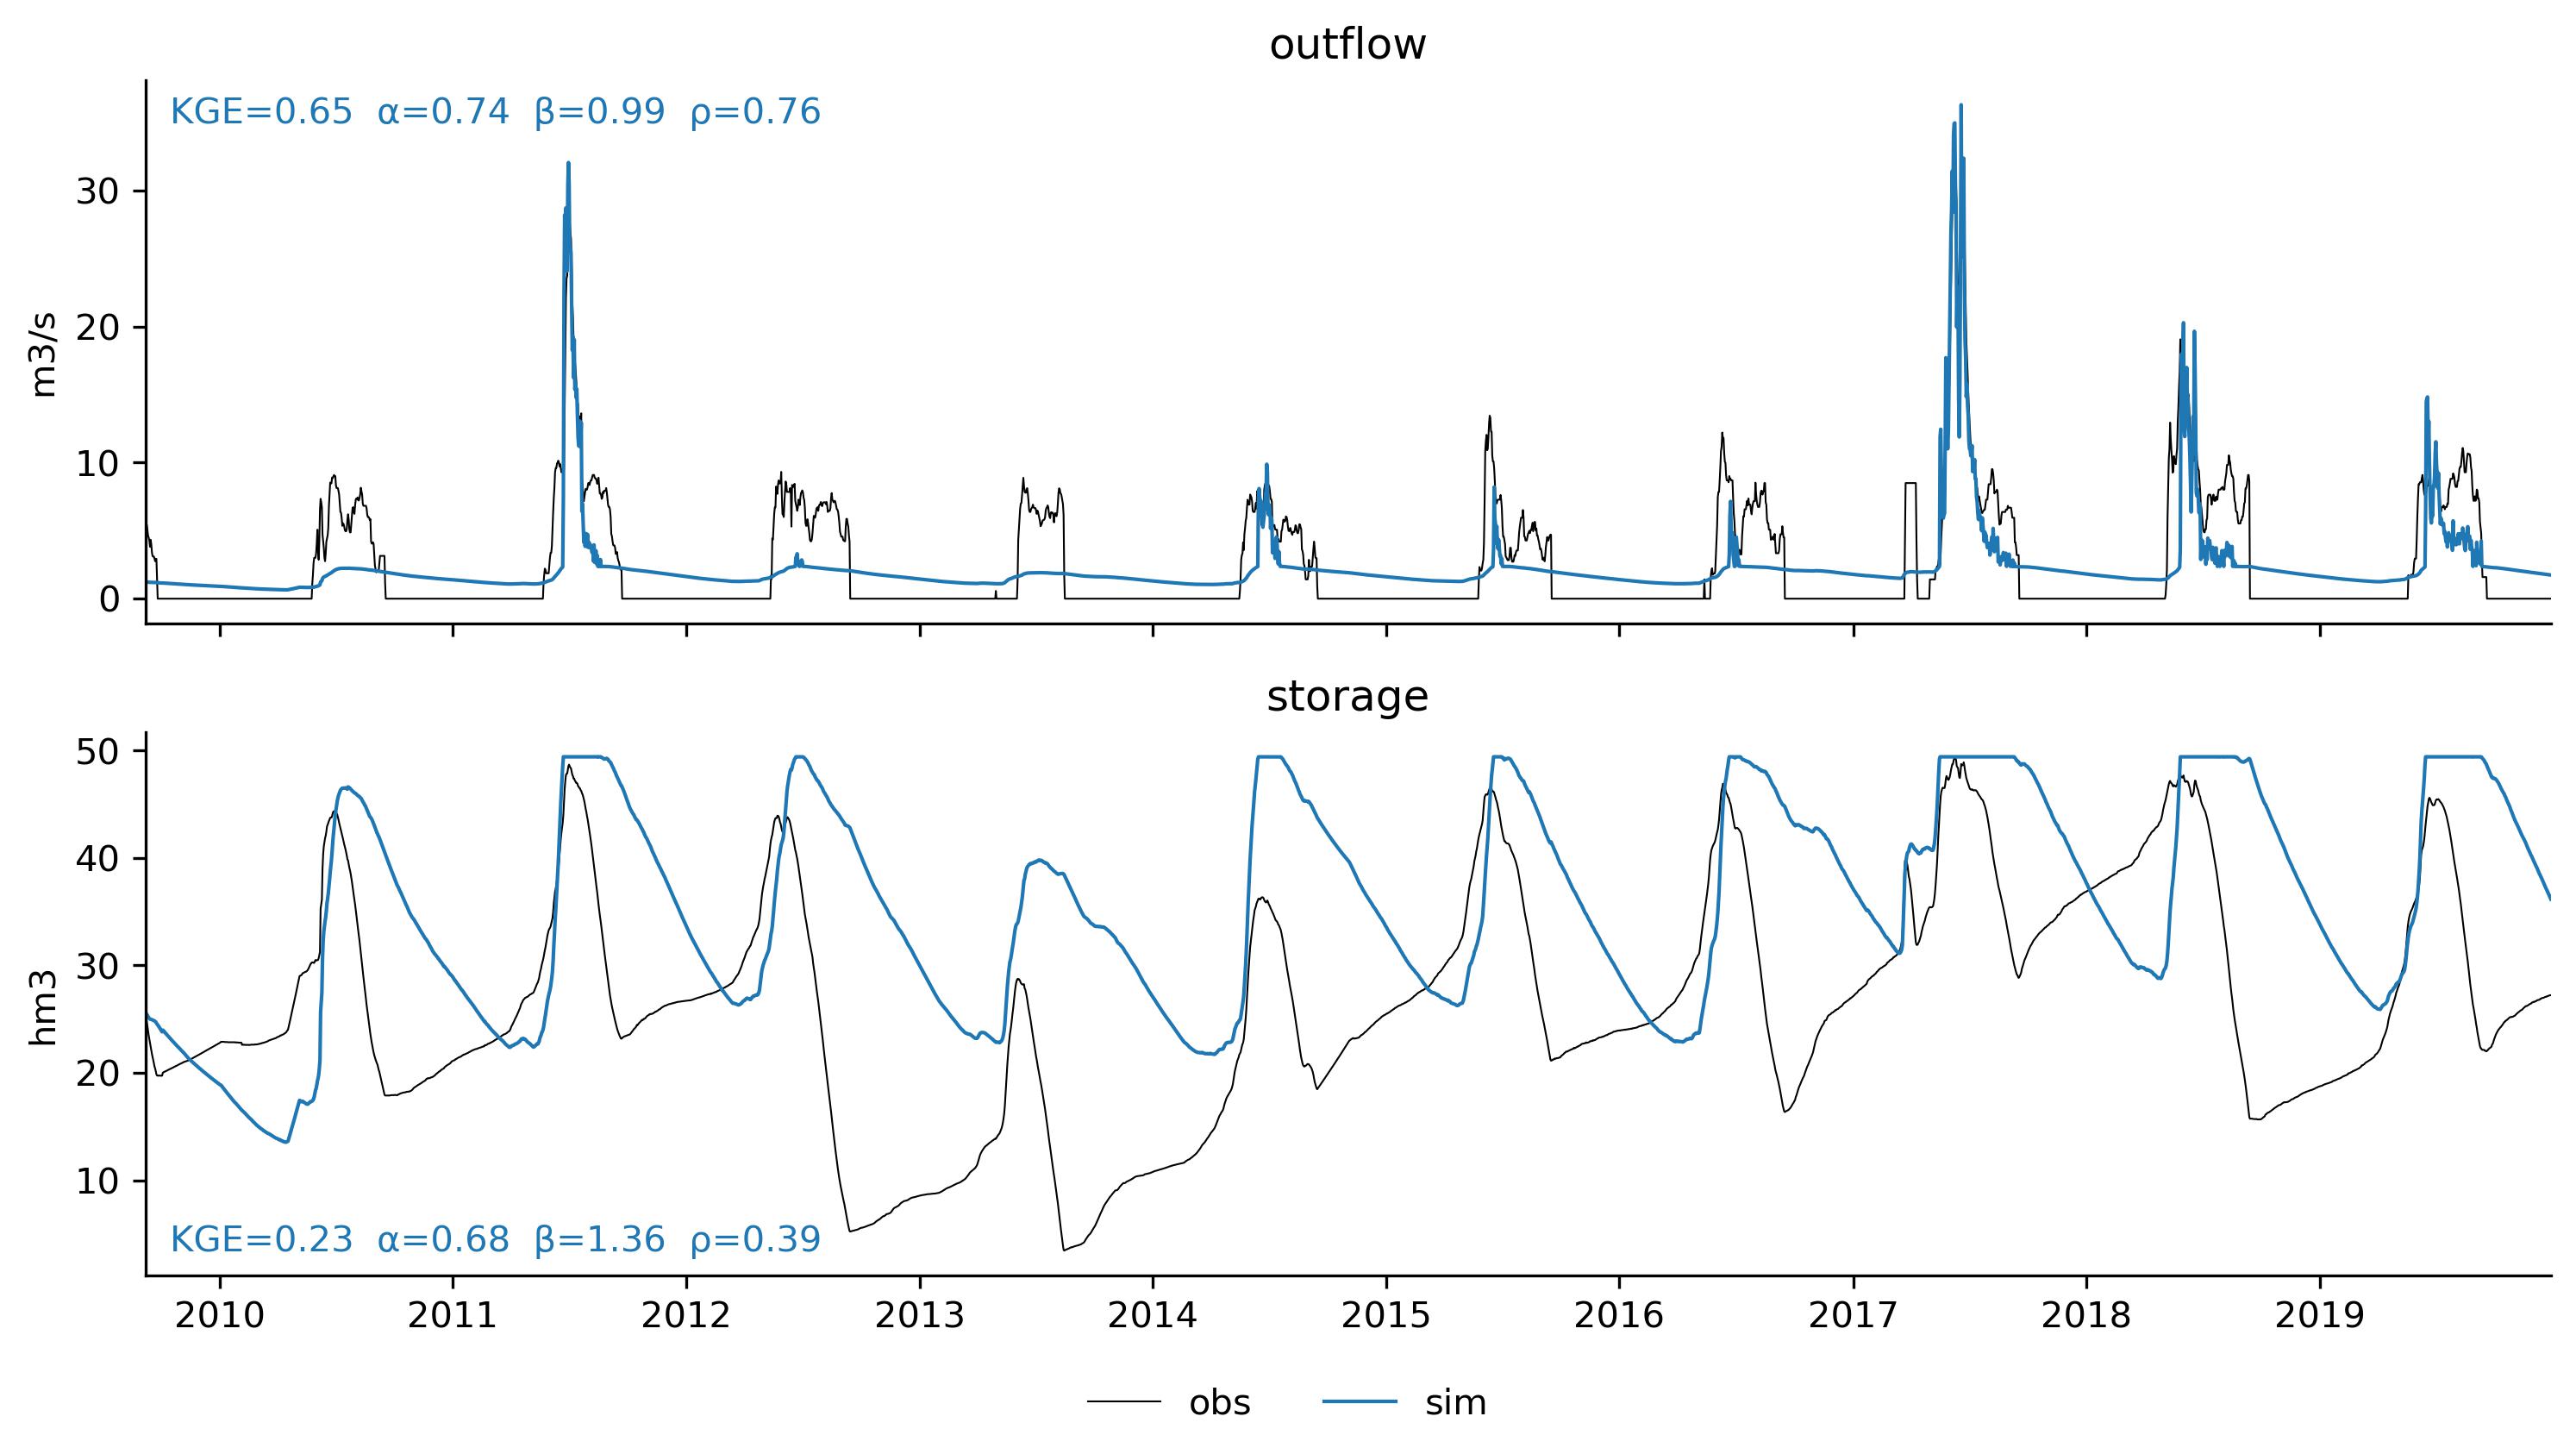 outflow
KGE=0.65 α=0.74 β=0.99 ρ=0.76
m3/s
30
20
10
0
storage
50
40
30
20
10
hm3
KGE=0.23 α=0.68 β=1.36 ρ=0.39
2010 2011 2012 2013 2014 2015 2016 2017 2018 2019
obs sim